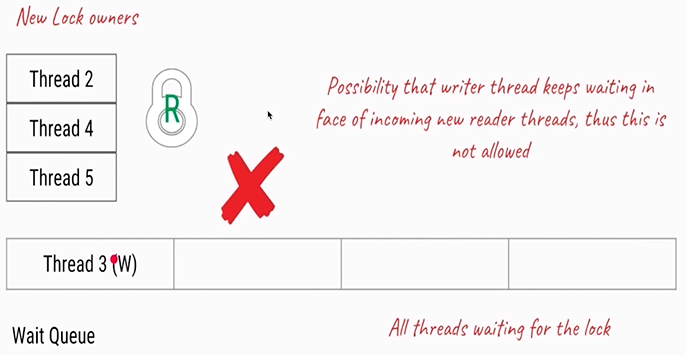 New Lock owners
Thread 2
Thread 4
Thread 5
R
Possibility that writer thread keeps waiting in
face of incoming new reader threads, thus this is
not allowed
Thread 3 (W)
Wait Queue
All threads waiting for the lock